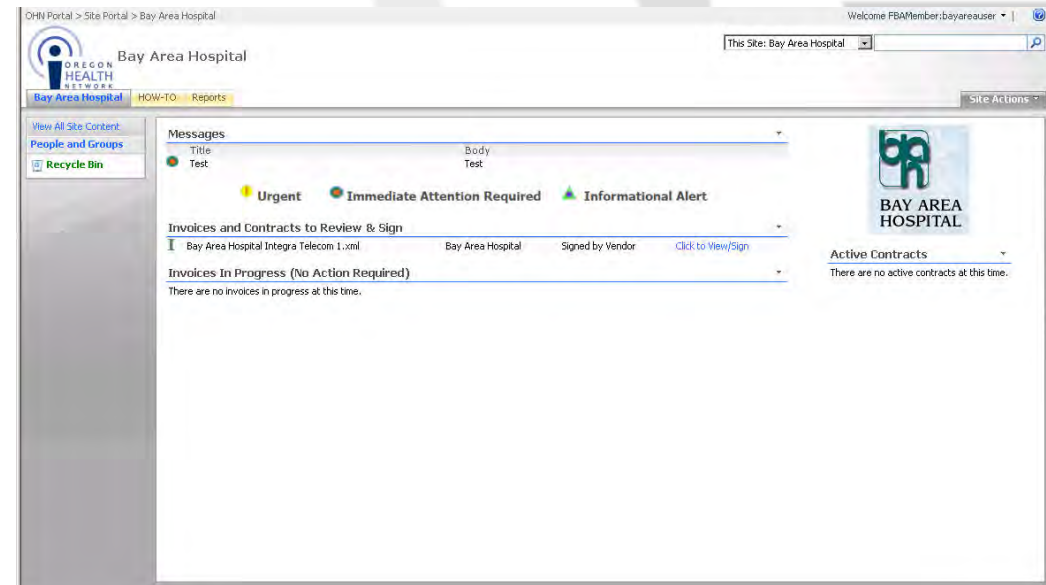 OHN Portal > Site Portal > Bay Area Hospital
Welcome FBAMember:bayareauser
OREGON
HEALTH
NETWORK
Bay Area Hospital
This Site: Bay Area Hospital
Bay Area Hospital HOW-TO Reports
Site Actions
View All Site Content
People and Groups
Recycle Bin
Messages
Title Body
Test Test
Urgent Immediate Attention Required Informational Alert
Invoices and Contracts to Review & Sign
I Bay Area Hospital Integra Telecom 1.xml Bay Area Hospital Signed by Vendor Click to View/Sign
Invoices In Progress (No Action Required)
There are no invoices in progress at this time.
bah
BAY AREA
HOSPITAL
Active Contracts
There are no active contracts at this time.